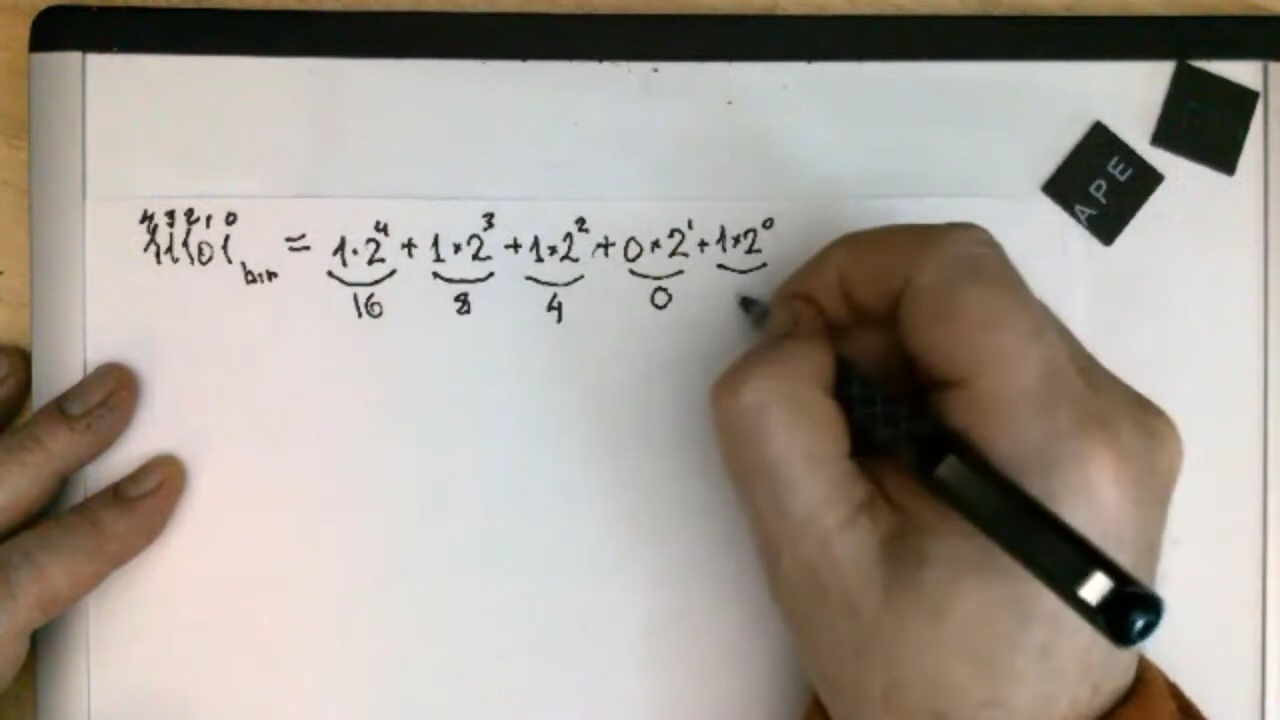 4 3 2 1 0
11101 bin = 1·2⁴ + 1·2³ + 1·2² + 0·2¹ + 1·2⁰
16 8 4 0
APE